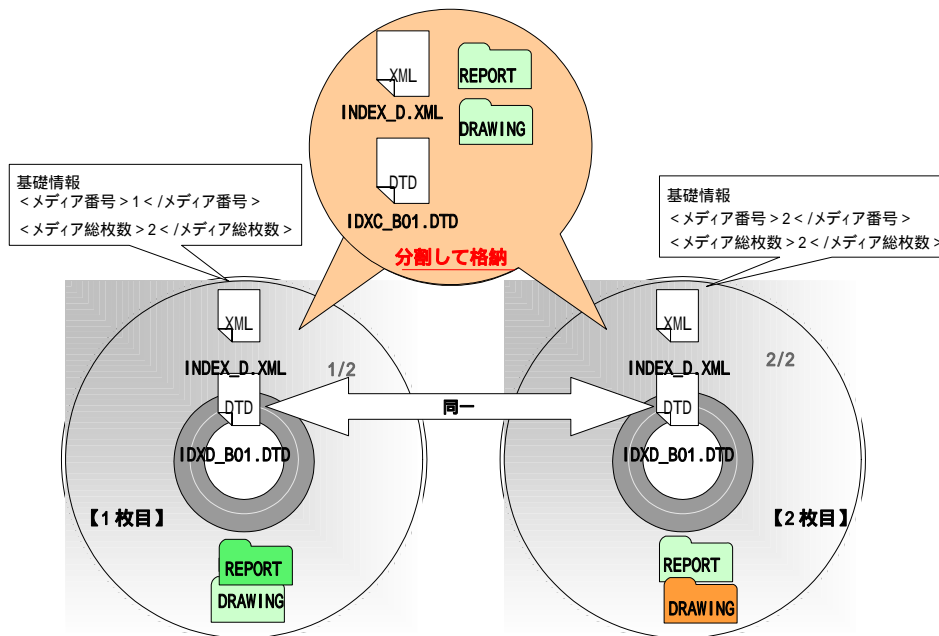 XML
INDEX_D.XML
REPORT
DRAWING
DTD
IDXC_B01.DTD
分割して格納
基礎情報
<メディア番号>1</メディア番号>
<メディア総枚数>2</メディア総枚数>
基礎情報
<メディア番号>2</メディア番号>
<メディア総枚数>2</メディア総枚数>
XML
INDEX_D.XML
1/2
DTD
IDXD_B01.DTD
【1枚目】
REPORT
DRAWING
同一
XML
INDEX_D.XML
2/2
DTD
IDXD_B01.DTD
【2枚目】
REPORT
DRAWING